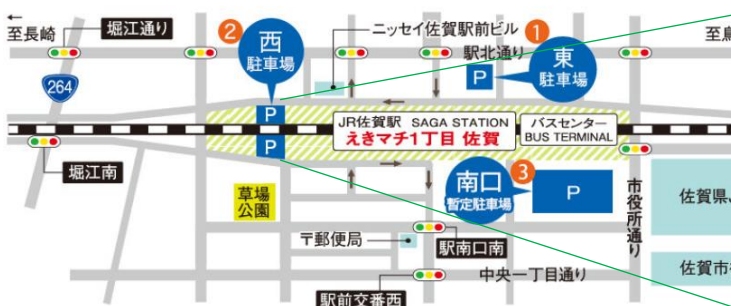 ←
至長崎
堀江通り
2
西
駐車場
ニッセイ佐賀駅前ビル
1
駅北通り
東
駐車場
P
至鳥
264
P
P
JR佐賀駅 SAGA STATION
えきマチ1丁目 佐賀
バスセンター
BUS TERMINAL
堀江南
草場
公園
南口
暫定駐車場
3
P
市役所通り
佐賀県
〒郵便局
駅南口南
佐賀市
駅前交番西
中央一丁目通り